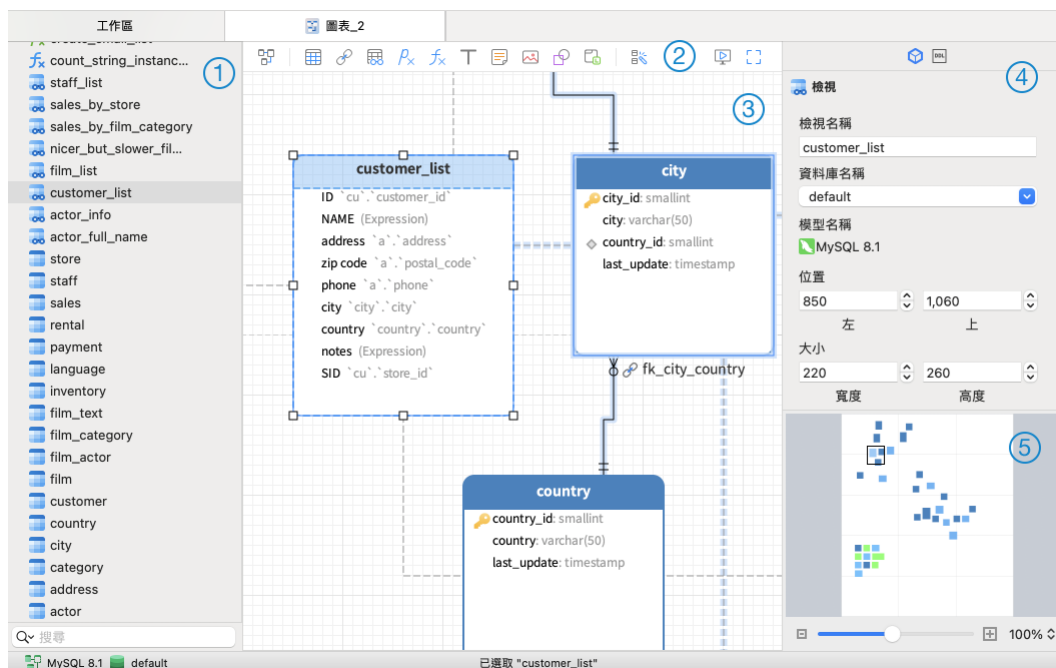 工作區
圖表_2
create_email_list
count_string_instanc...
staff_list
sales_by_store
sales_by_film_category
nicer_but_slower_fil...
film_list
customer_list
actor_info
actor_full_name
store
staff
sales
rental
payment
language
inventory
film_text
film_category
film_actor
film
customer
country
city
category
address
actor
搜尋
MySQL 8.1
default
1
2
3
customer_list
ID `cu`.`customer_id`
NAME (Expression)
address `a`.`address`
zip code `a`.`postal_code`
phone `a`.`phone`
city `city`.`city`
country `country`.`country`
notes (Expression)
SID `cu`.`store_id`
city
city_id: smallint
city: varchar(50)
country_id: smallint
last_update: timestamp
fk_city_country
country
country_id: smallint
country: varchar(50)
last_update: timestamp
已選取 "customer_list"
DDL
4
檢視
檢視名稱
customer_list
資料庫名稱
default
模型名稱
MySQL 8.1
位置
850
1,060
左
上
大小
220
260
寬度
高度
5
100%